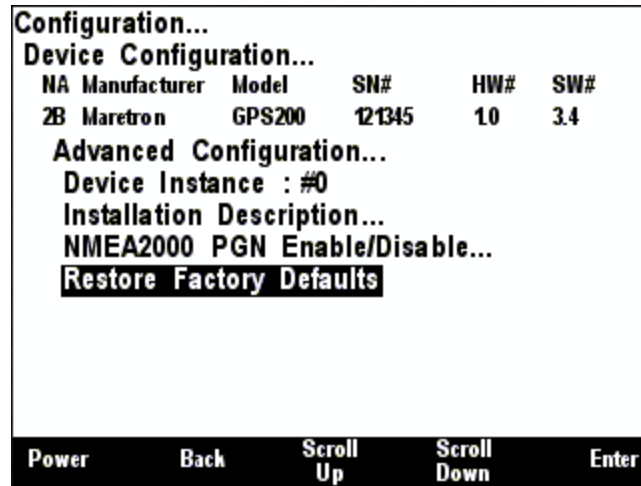 Configuration...
Device Configuration...
NA Manufacturer Model SN# HW# SW#
2B Maretron GPS200 121345 1.0 3.4
Advanced Configuration...
Device Instance : #0
Installation Description...
NMEA2000 PGN Enable/Disable...
Restore Factory Defaults
Power Back Scroll Up Scroll Down Enter